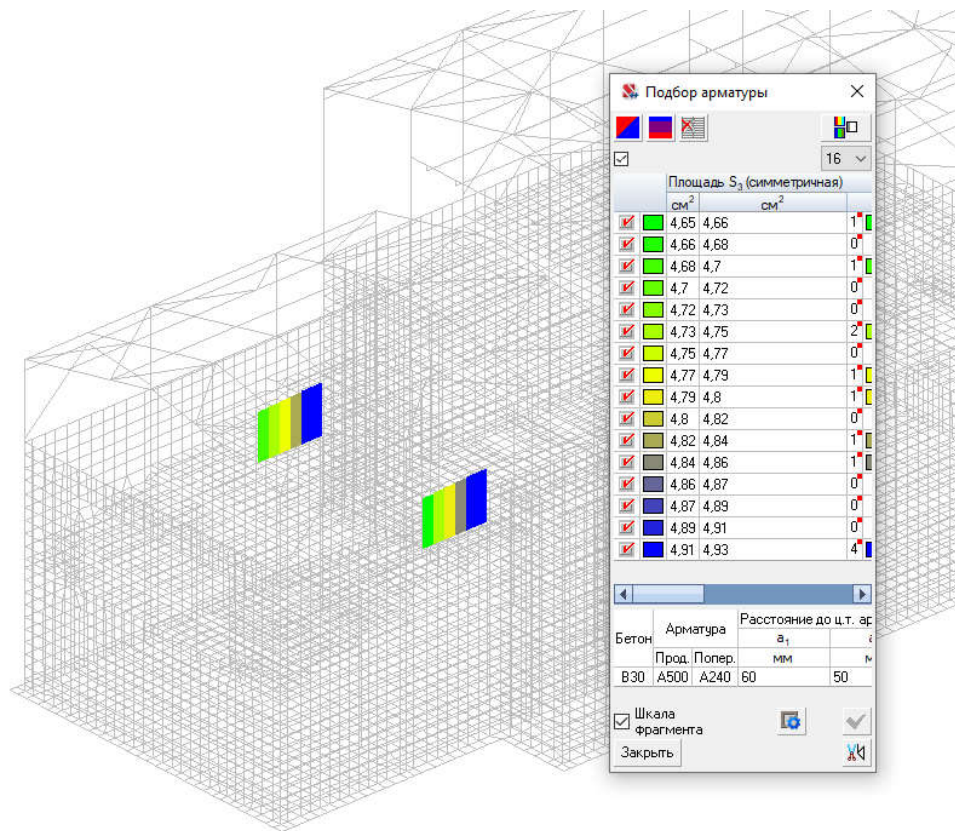 Подбор арматуры
16
Площадь S3 (симметричная)
см2 см2
4,65 4,66 1
4,66 4,68 0
4,68 4,7 1
4,7 4,72 0
4,72 4,73 0
4,73 4,75 2
4,75 4,77 0
4,77 4,79 1
4,79 4,8 1
4,8 4,82 0
4,82 4,84 1
4,84 4,86 1
4,86 4,87 0
4,87 4,89 0
4,89 4,91 0
4,91 4,93 4
Бетон Арматура Расстояние до ц.т. ар
a1
Прод. Попер. мм
B30 A500 A240 60 50
Шкала
фрагмента
Закрыть